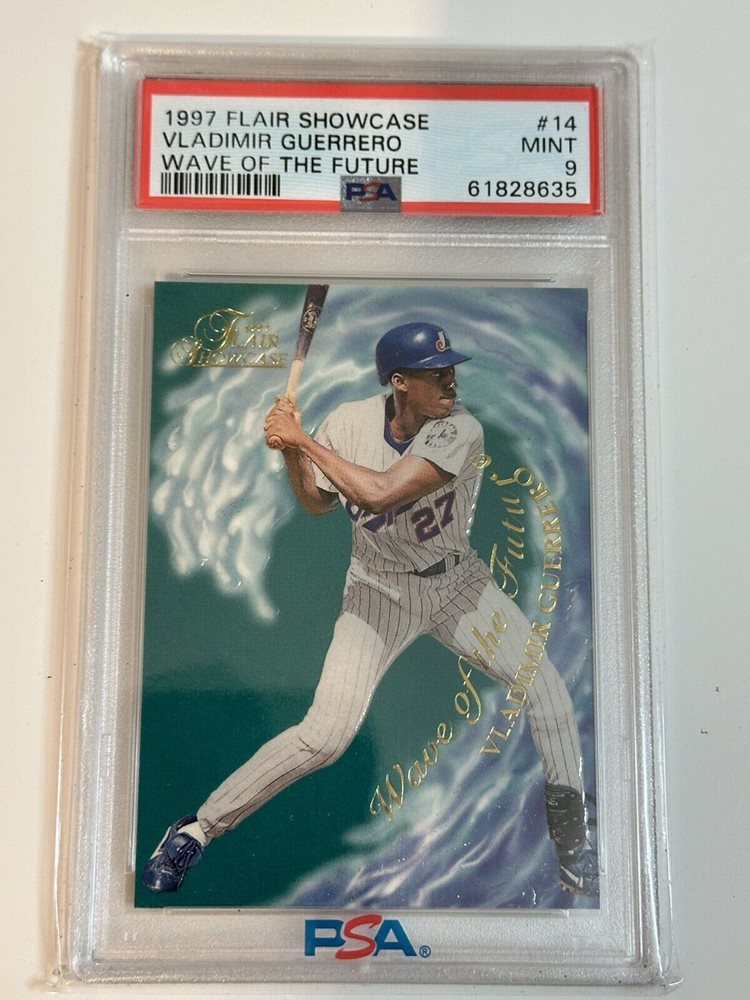 1997 FLAIR SHOWCASE #14
VLADIMIR GUERRERO MINT
WAVE OF THE FUTURE 9
PSA 61828635
1997
FLAIR
SHOWCASE
27
Wave of the Future
VLADIMIR GUERRERO
PSA®